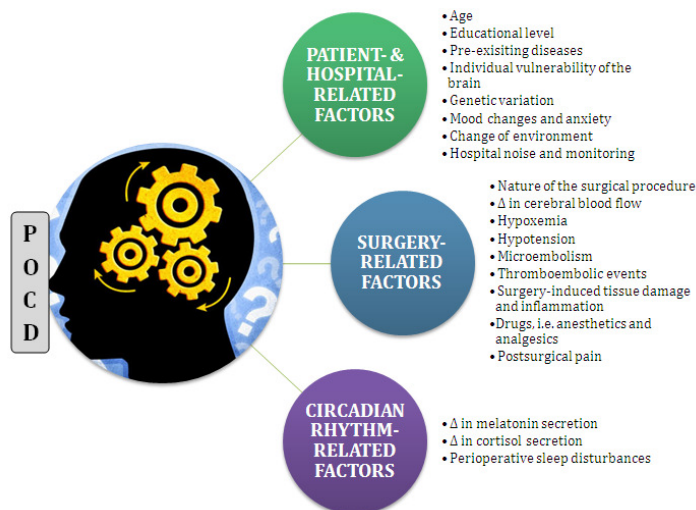 P
O
C
D
PATIENT- &
HOSPITAL-
RELATED
FACTORS
• Age
• Educational level
• Pre-exisiting diseases
• Individual vulnerability of the
brain
• Genetic variation
• Mood changes and anxiety
• Change of environment
• Hospital noise and monitoring
SURGERY-
RELATED
FACTORS
• Nature of the surgical procedure
• Δ in cerebral blood flow
• Hypoxemia
• Hypotension
• Microembolism
• Thromboembolic events
• Surgery-induced tissue damage
and inflammation
• Drugs, i.e. anesthetics and
analgesics
• Postsurgical pain
CIRCADIAN
RHYTHM-
RELATED
FACTORS
• Δ in melatonin secretion
• Δ in cortisol secretion
• Perioperative sleep disturbances